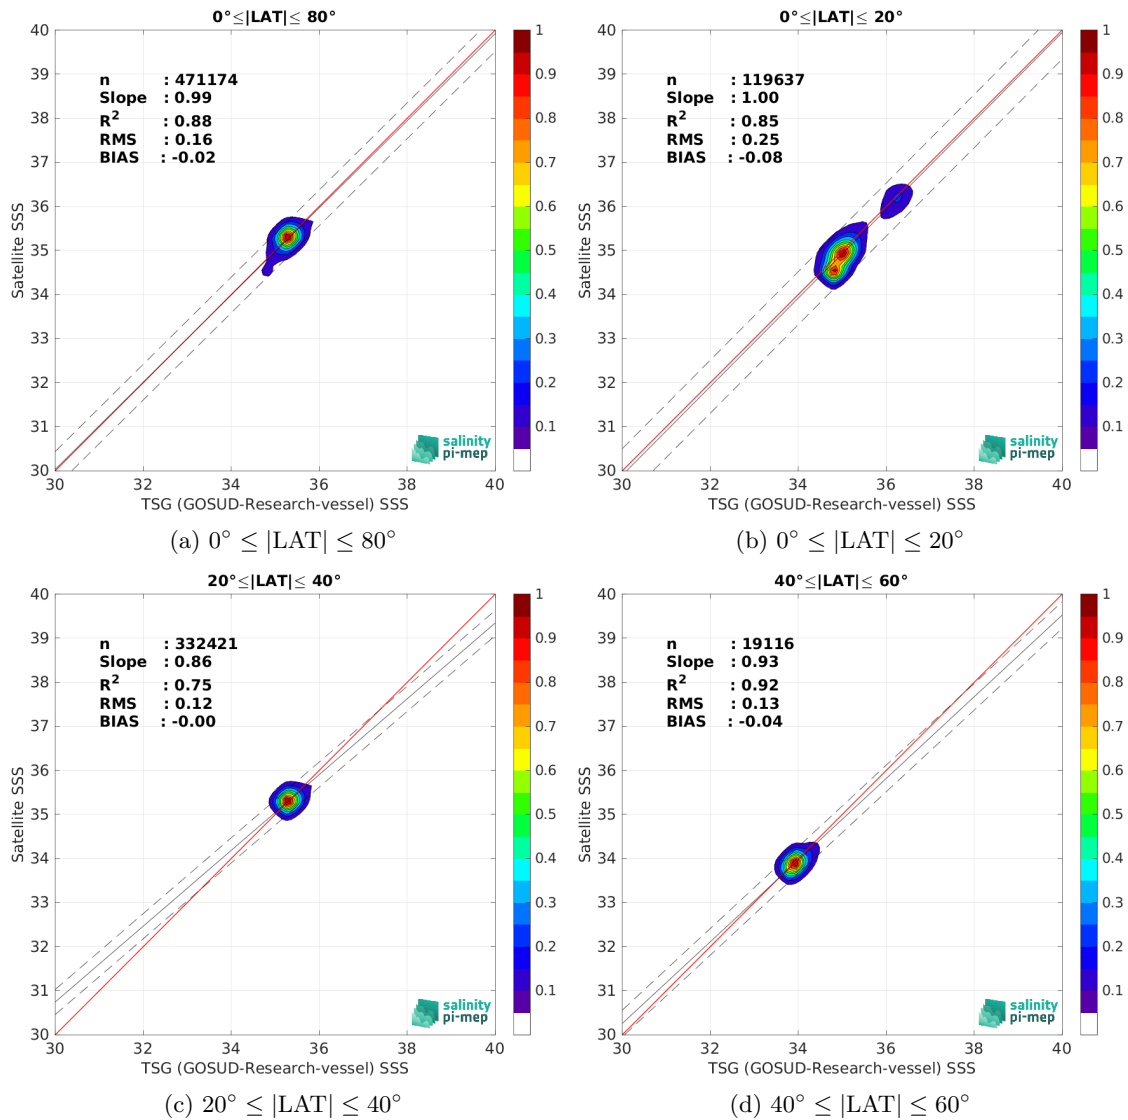 0°≤|LAT|≤ 80°
40
39
38
37
36
35
34
33
32
31
30
30
32
34
36
38
40
Satellite SSS
TSG (GOSUD-Research-vessel) SSS
n : 471174
Slope : 0.99
R² : 0.88
RMS : 0.16
BIAS : -0.02
salinity
pi-mep
1
0.9
0.8
0.7
0.6
0.5
0.4
0.3
0.2
0.1
(a) 0° ≤ |LAT| ≤ 80°
0°≤|LAT|≤ 20°
40
39
38
37
36
35
34
33
32
31
30
30
32
34
36
38
40
Satellite SSS
TSG (GOSUD-Research-vessel) SSS
n : 119637
Slope : 1.00
R² : 0.85
RMS : 0.25
BIAS : -0.08
salinity
pi-mep
1
0.9
0.8
0.7
0.6
0.5
0.4
0.3
0.2
0.1
(b) 0° ≤ |LAT| ≤ 20°
20°≤|LAT|≤ 40°
40
39
38
37
36
35
34
33
32
31
30
30
32
34
36
38
40
Satellite SSS
TSG (GOSUD-Research-vessel) SSS
n : 332421
Slope : 0.86
R² : 0.75
RMS : 0.12
BIAS : -0.00
salinity
pi-mep
1
0.9
0.8
0.7
0.6
0.5
0.4
0.3
0.2
0.1
(c) 20° ≤ |LAT| ≤ 40°
40°≤|LAT|≤ 60°
40
39
38
37
36
35
34
33
32
31
30
30
32
34
36
38
40
Satellite SSS
TSG (GOSUD-Research-vessel) SSS
n : 19116
Slope : 0.93
R² : 0.92
RMS : 0.13
BIAS : -0.04
salinity
pi-mep
1
0.9
0.8
0.7
0.6
0.5
0.4
0.3
0.2
0.1
(d) 40° ≤ |LAT| ≤ 60°